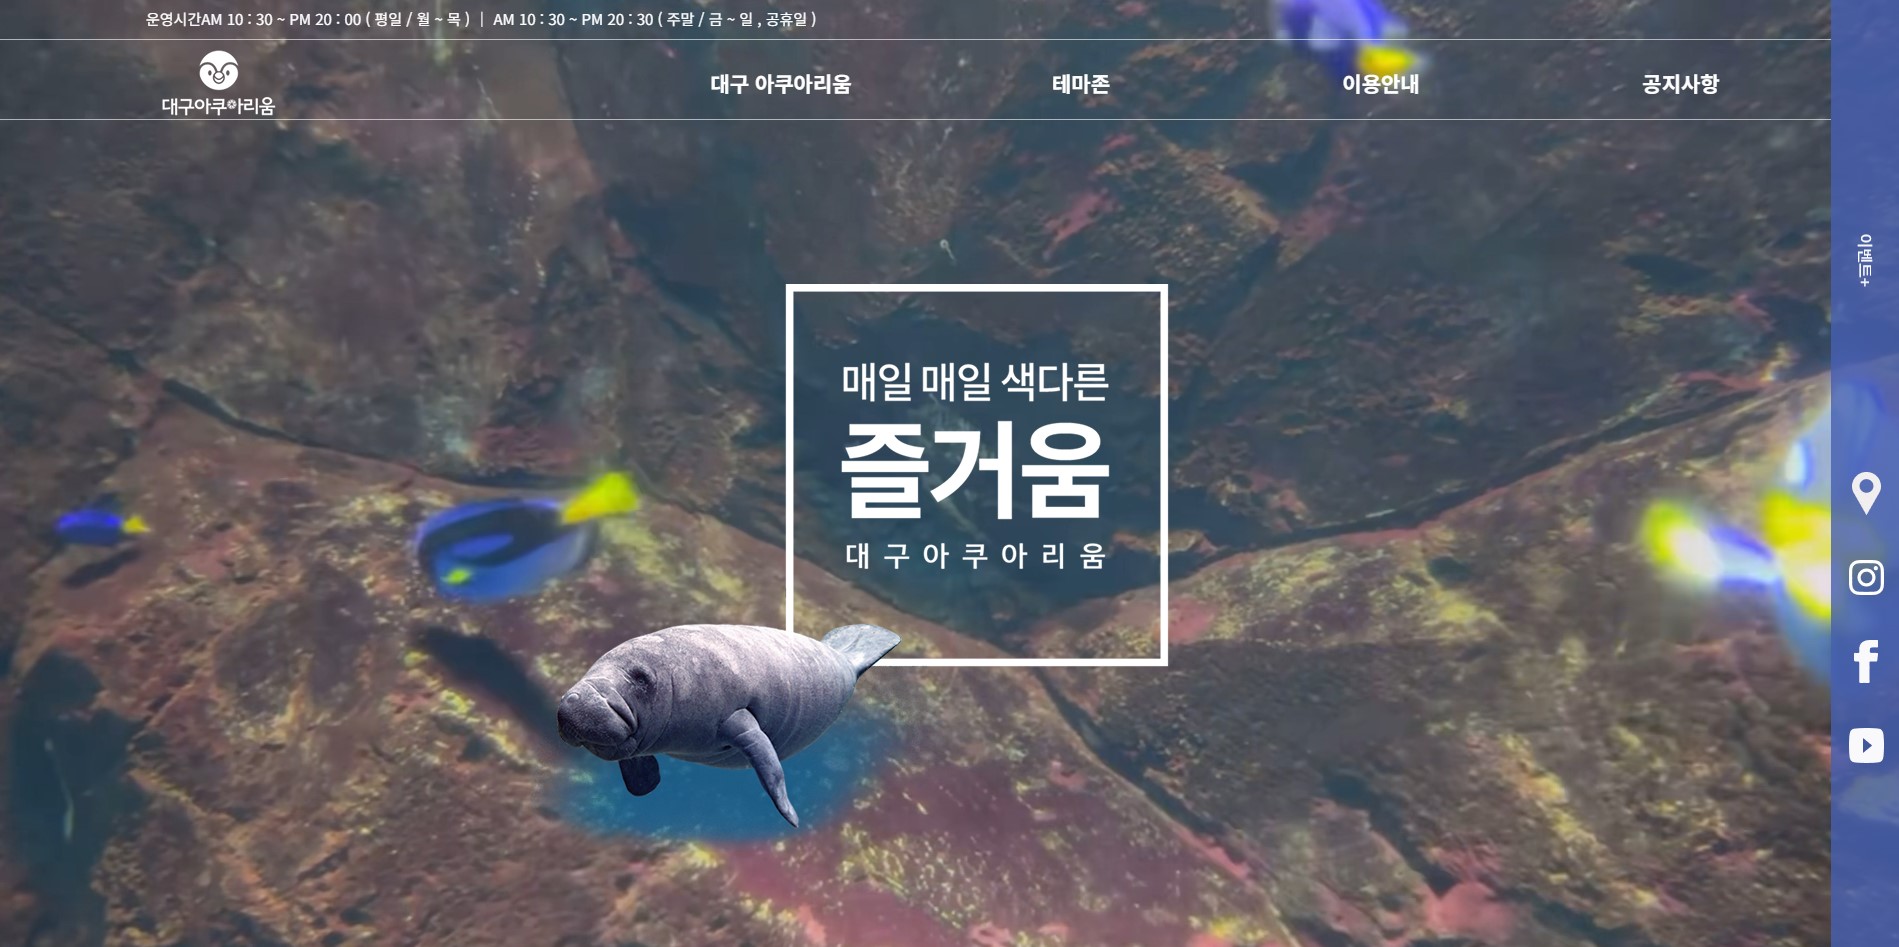 운영시간AM 10 : 30 ~ PM 20 : 00 ( 평일 / 월 ~ 목 ) | AM 10 : 30 ~ PM 20 : 30 ( 주말 / 금 ~ 일 , 공휴일 )
대구아쿠아리움
대구 아쿠아리움
테마존
이용안내
공지사항
이벤트+
매일 매일 색다른
즐거움
대구아쿠아리움